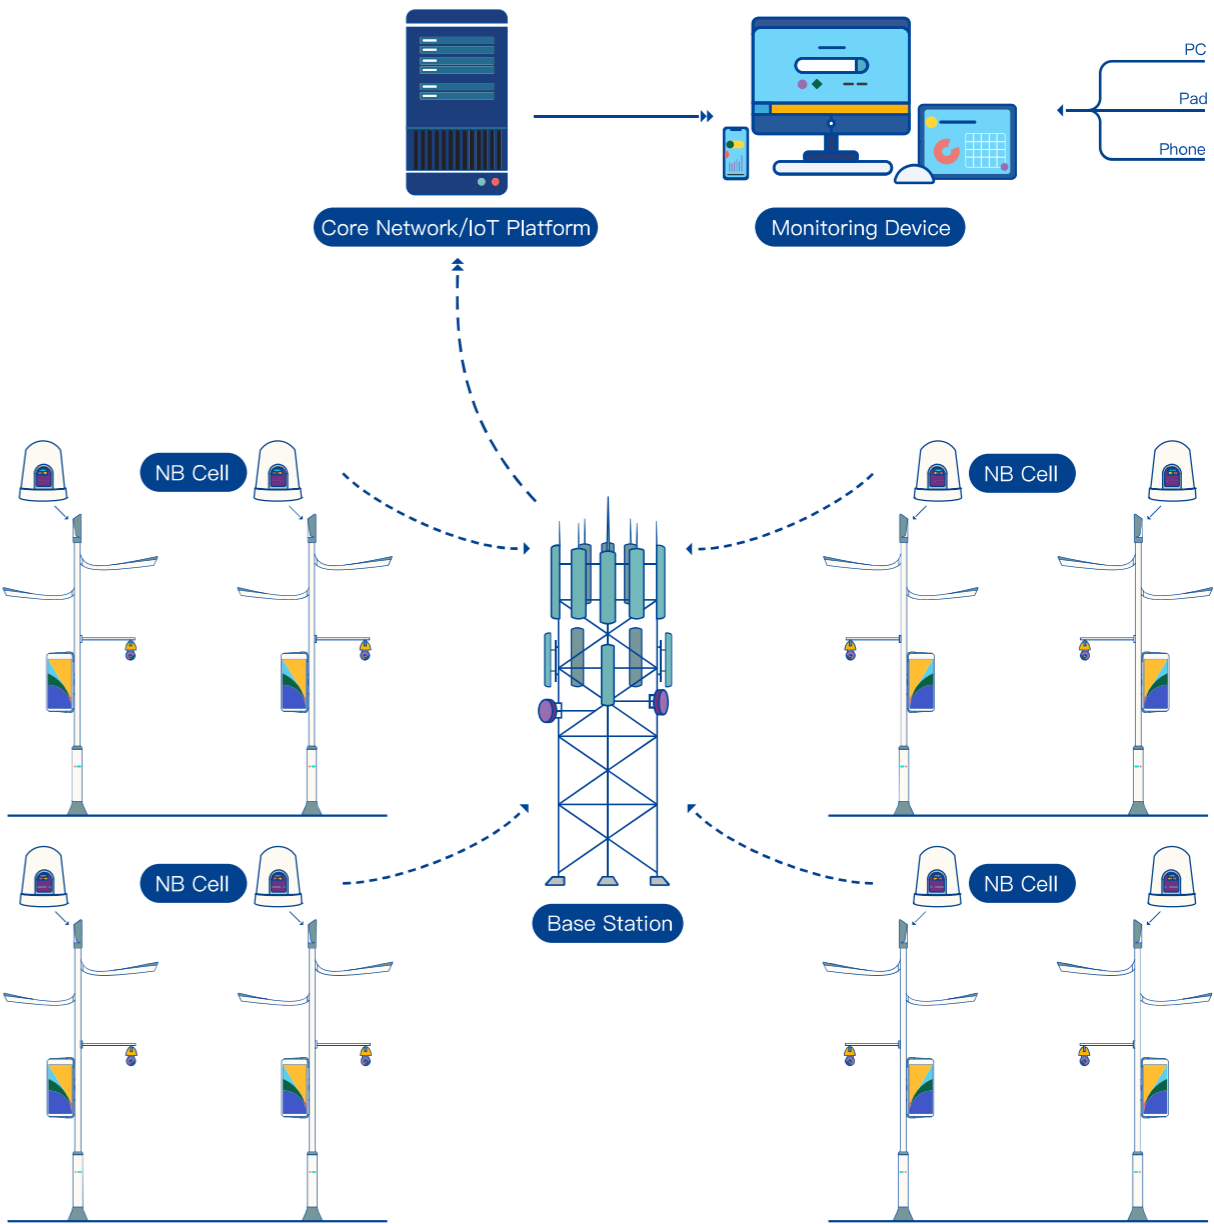 PC
Pad
Phone
Core Network/IoT Platform
Monitoring Device
NB Cell
NB Cell
NB Cell
NB Cell
Base Station